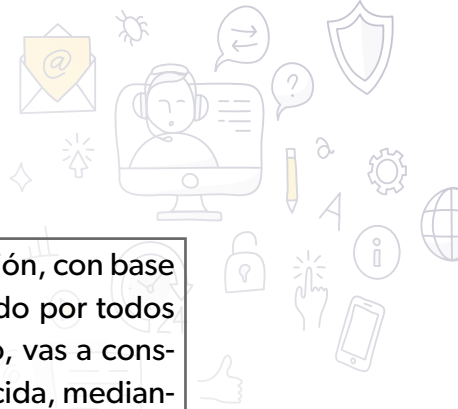 ón, con base
do por todos
o, vas a cons-
cida, median-